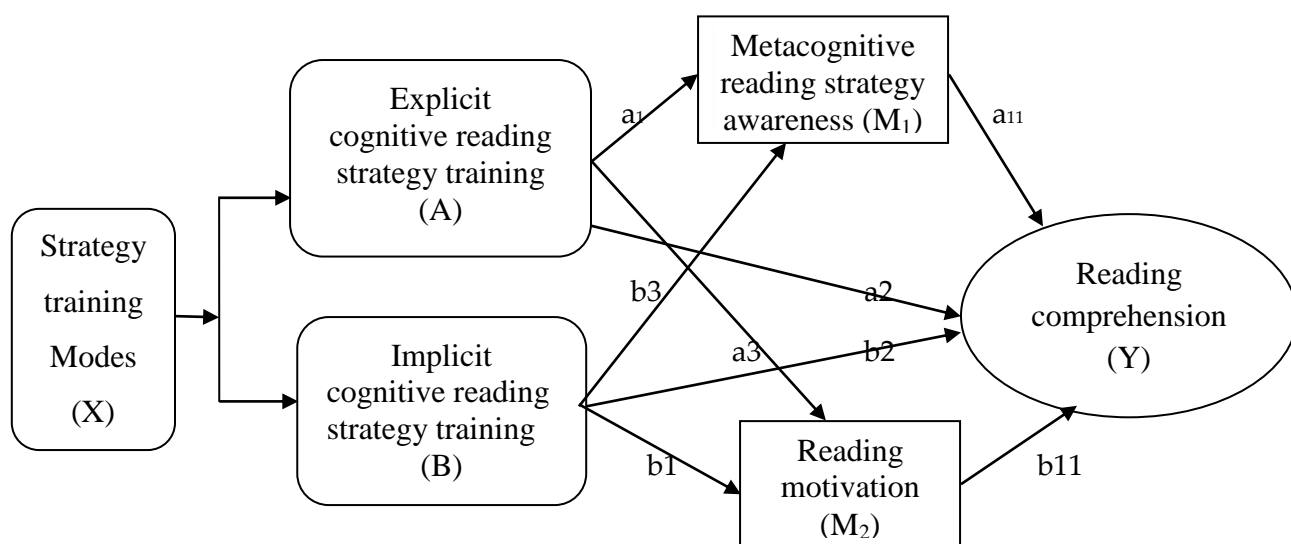 Strategy
training
Modes
(X)
Explicit
cognitive reading
strategy training
(A)
Implicit
cognitive reading
strategy training
(B)
Metacognitive
reading strategy
awareness (M₁)
Reading
motivation
(M₂)
Reading
comprehension
(Y)
a₁
a₁₁
b3
a2
a3
b2
b1
b11